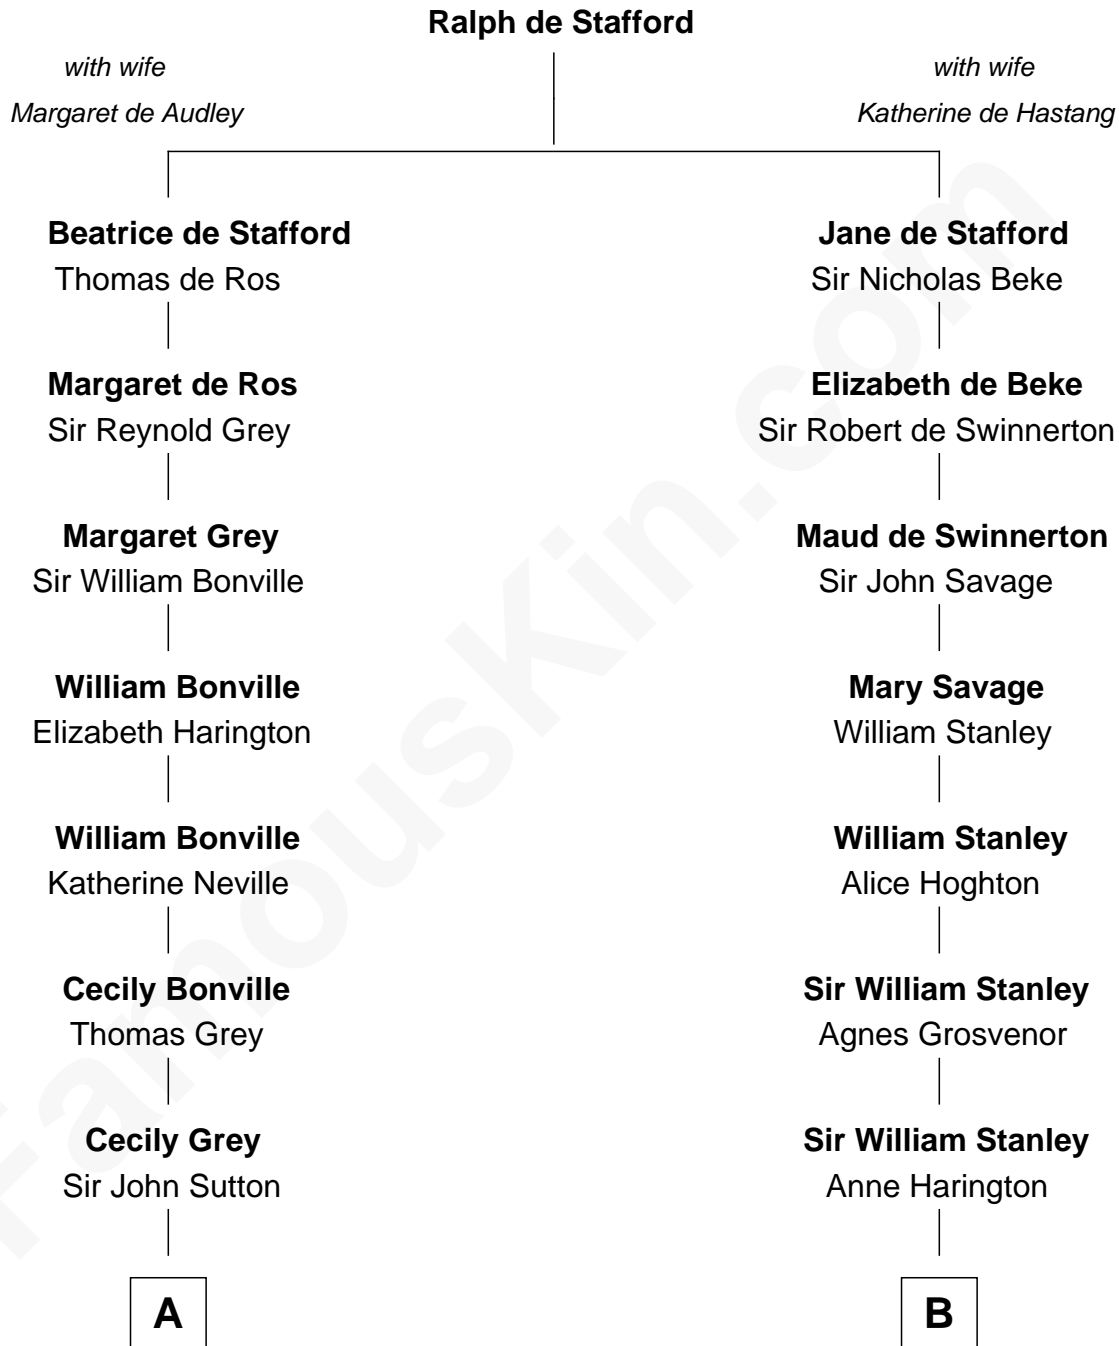 Ralph de Stafford
with wife
Margaret de Audley
with wife
Katherine de Hastang
Beatrice de Stafford
Thomas de Ros
Jane de Stafford
Sir Nicholas Beke
Margaret de Ros
Sir Reynold Grey
Elizabeth de Beke
Sir Robert de Swinnerton
Margaret Grey
Sir William Bonville
Maud de Swinnerton
Sir John Savage
William Bonville
Elizabeth Harington
Mary Savage
William Stanley
William Bonville
Katherine Neville
William Stanley
Alice Hoghton
Cecily Bonville
Thomas Grey
Sir William Stanley
Agnes Grosvenor
Cecily Grey
Sir John Sutton
Sir William Stanley
Anne Harington
A
B
FamousKin.com